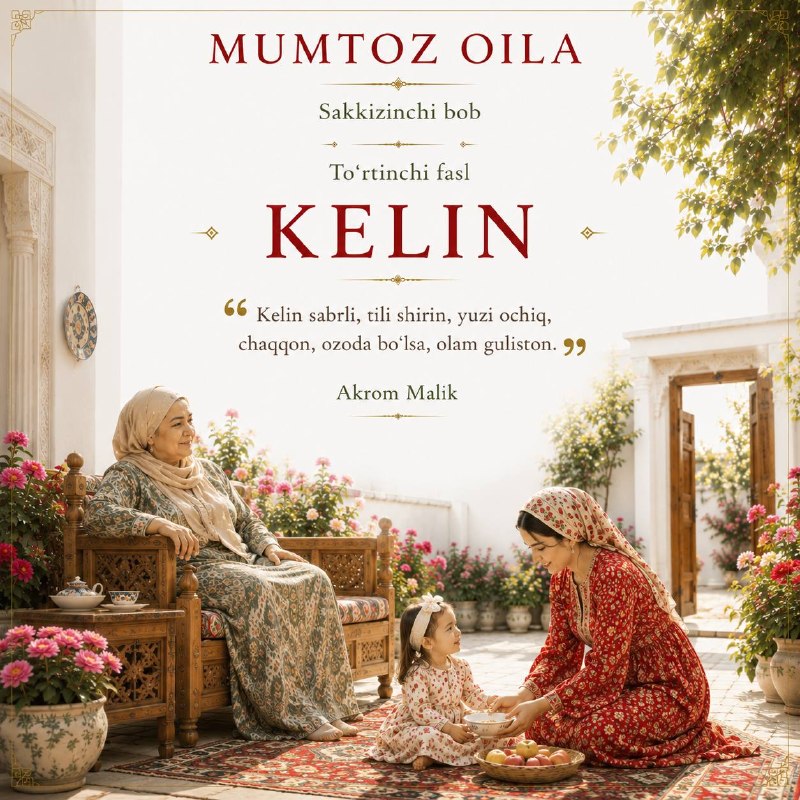 MUMTOZ OILA
Sakkizinchi bob
To‘rtinchi fasl
KELIN
“ Kelin sabrli, tili shirin, yuzi ochiq,
chaqqon, ozoda bo‘lsa, olam guliston. ”
Akrom Malik